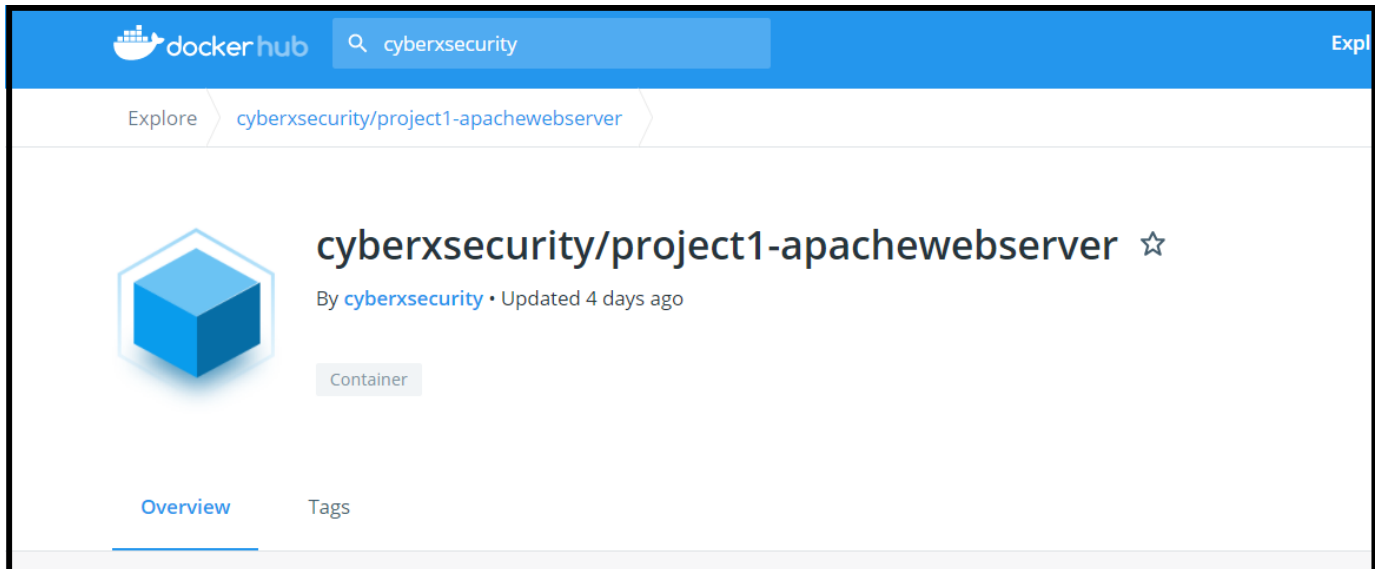 dockerhub cyberxsecurity Expl
Explore cyberxsecurity/project1-apachewebserver
cyberxsecurity/project1-apachewebserver
By cyberxsecurity • Updated 4 days ago
Container
Overview Tags